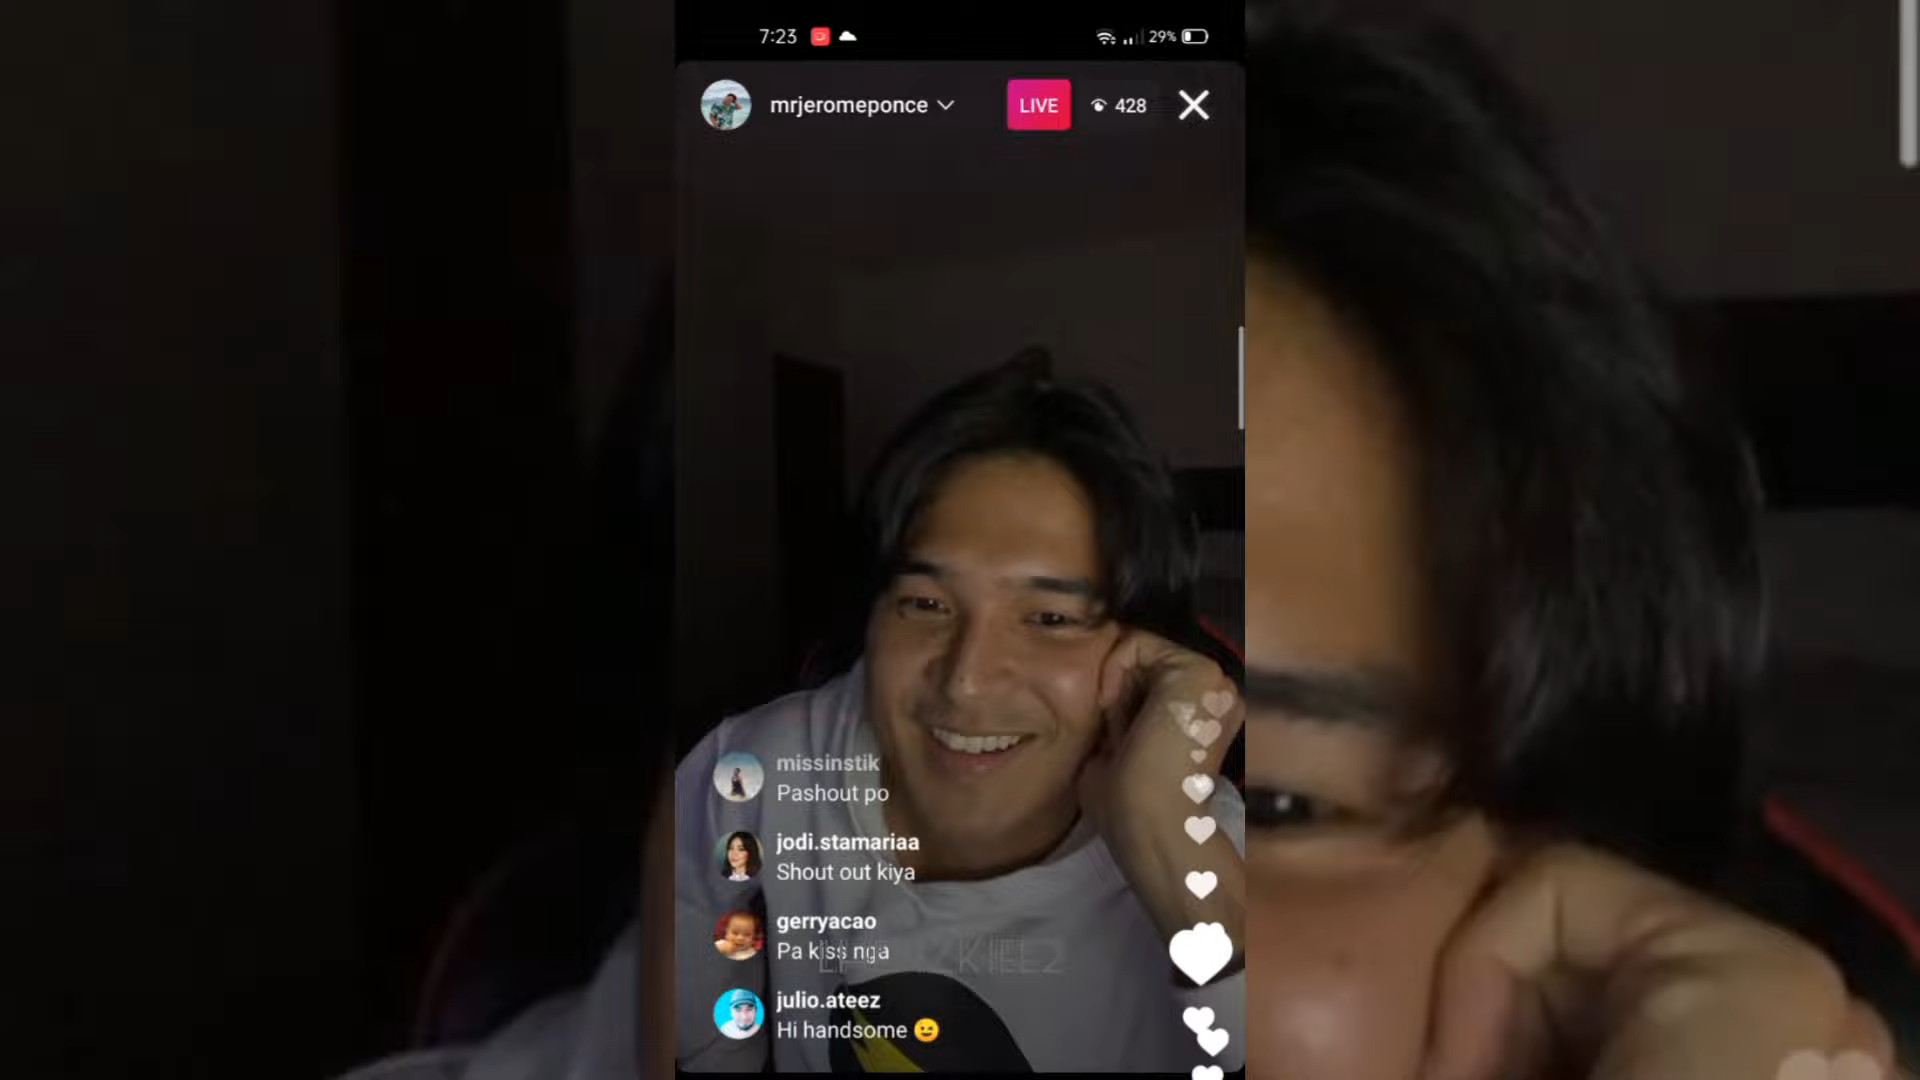 7:23
29%
mrjeromeponce
LIVE
428
missinstik
Pashout po
jodi.stamariaa
Shout out kiya
gerryacao
Pa kiss nga
julio.ateez
Hi handsome 😉